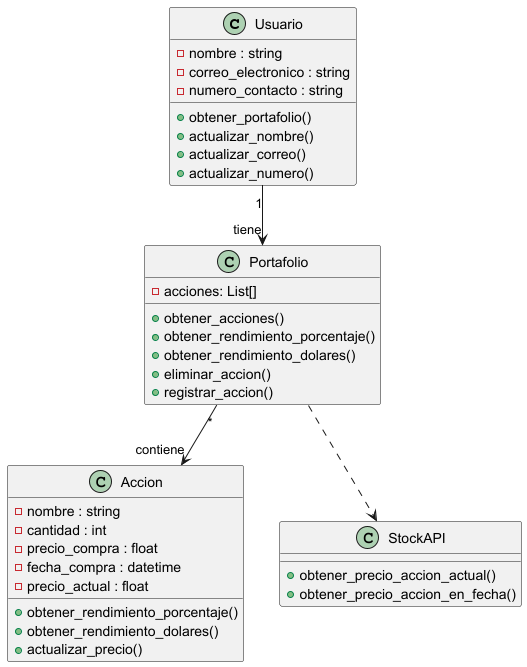 C Usuario
nombre : string
correo_electronico : string
numero_contacto : string
obtener_portafolio()
actualizar_nombre()
actualizar_correo()
actualizar_numero()
1
tiene
C Portafolio
acciones: List[]
obtener_acciones()
obtener_rendimiento_porcentaje()
obtener_rendimiento_dolares()
eliminar_accion()
registrar_accion()
*
contiene
C Accion
nombre : string
cantidad : int
precio_compra : float
fecha_compra : datetime
precio_actual : float
obtener_rendimiento_porcentaje()
obtener_rendimiento_dolares()
actualizar_precio()
C StockAPI
obtener_precio_accion_actual()
obtener_precio_accion_en_fecha()